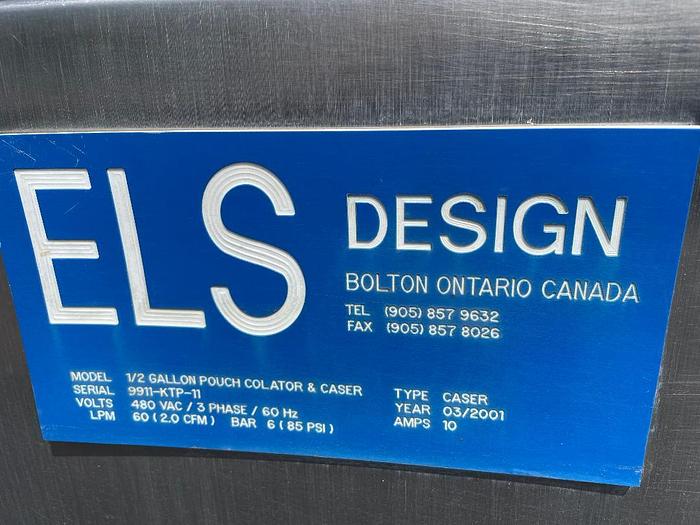 ELS DESIGN
BOLTON ONTARIO CANADA
TEL (905) 857 9632
FAX (905) 857 8026
MODEL 1/2 GALLON POUCH COLATOR & CASER
SERIAL 9911-KTP-11
VOLTS 480 VAC / 3 PHASE / 60 Hz
LPM 60 ( 2.0 CFM ) BAR 6 ( 85 PSI )
TYPE CASER
YEAR 03/2001
AMPS 10